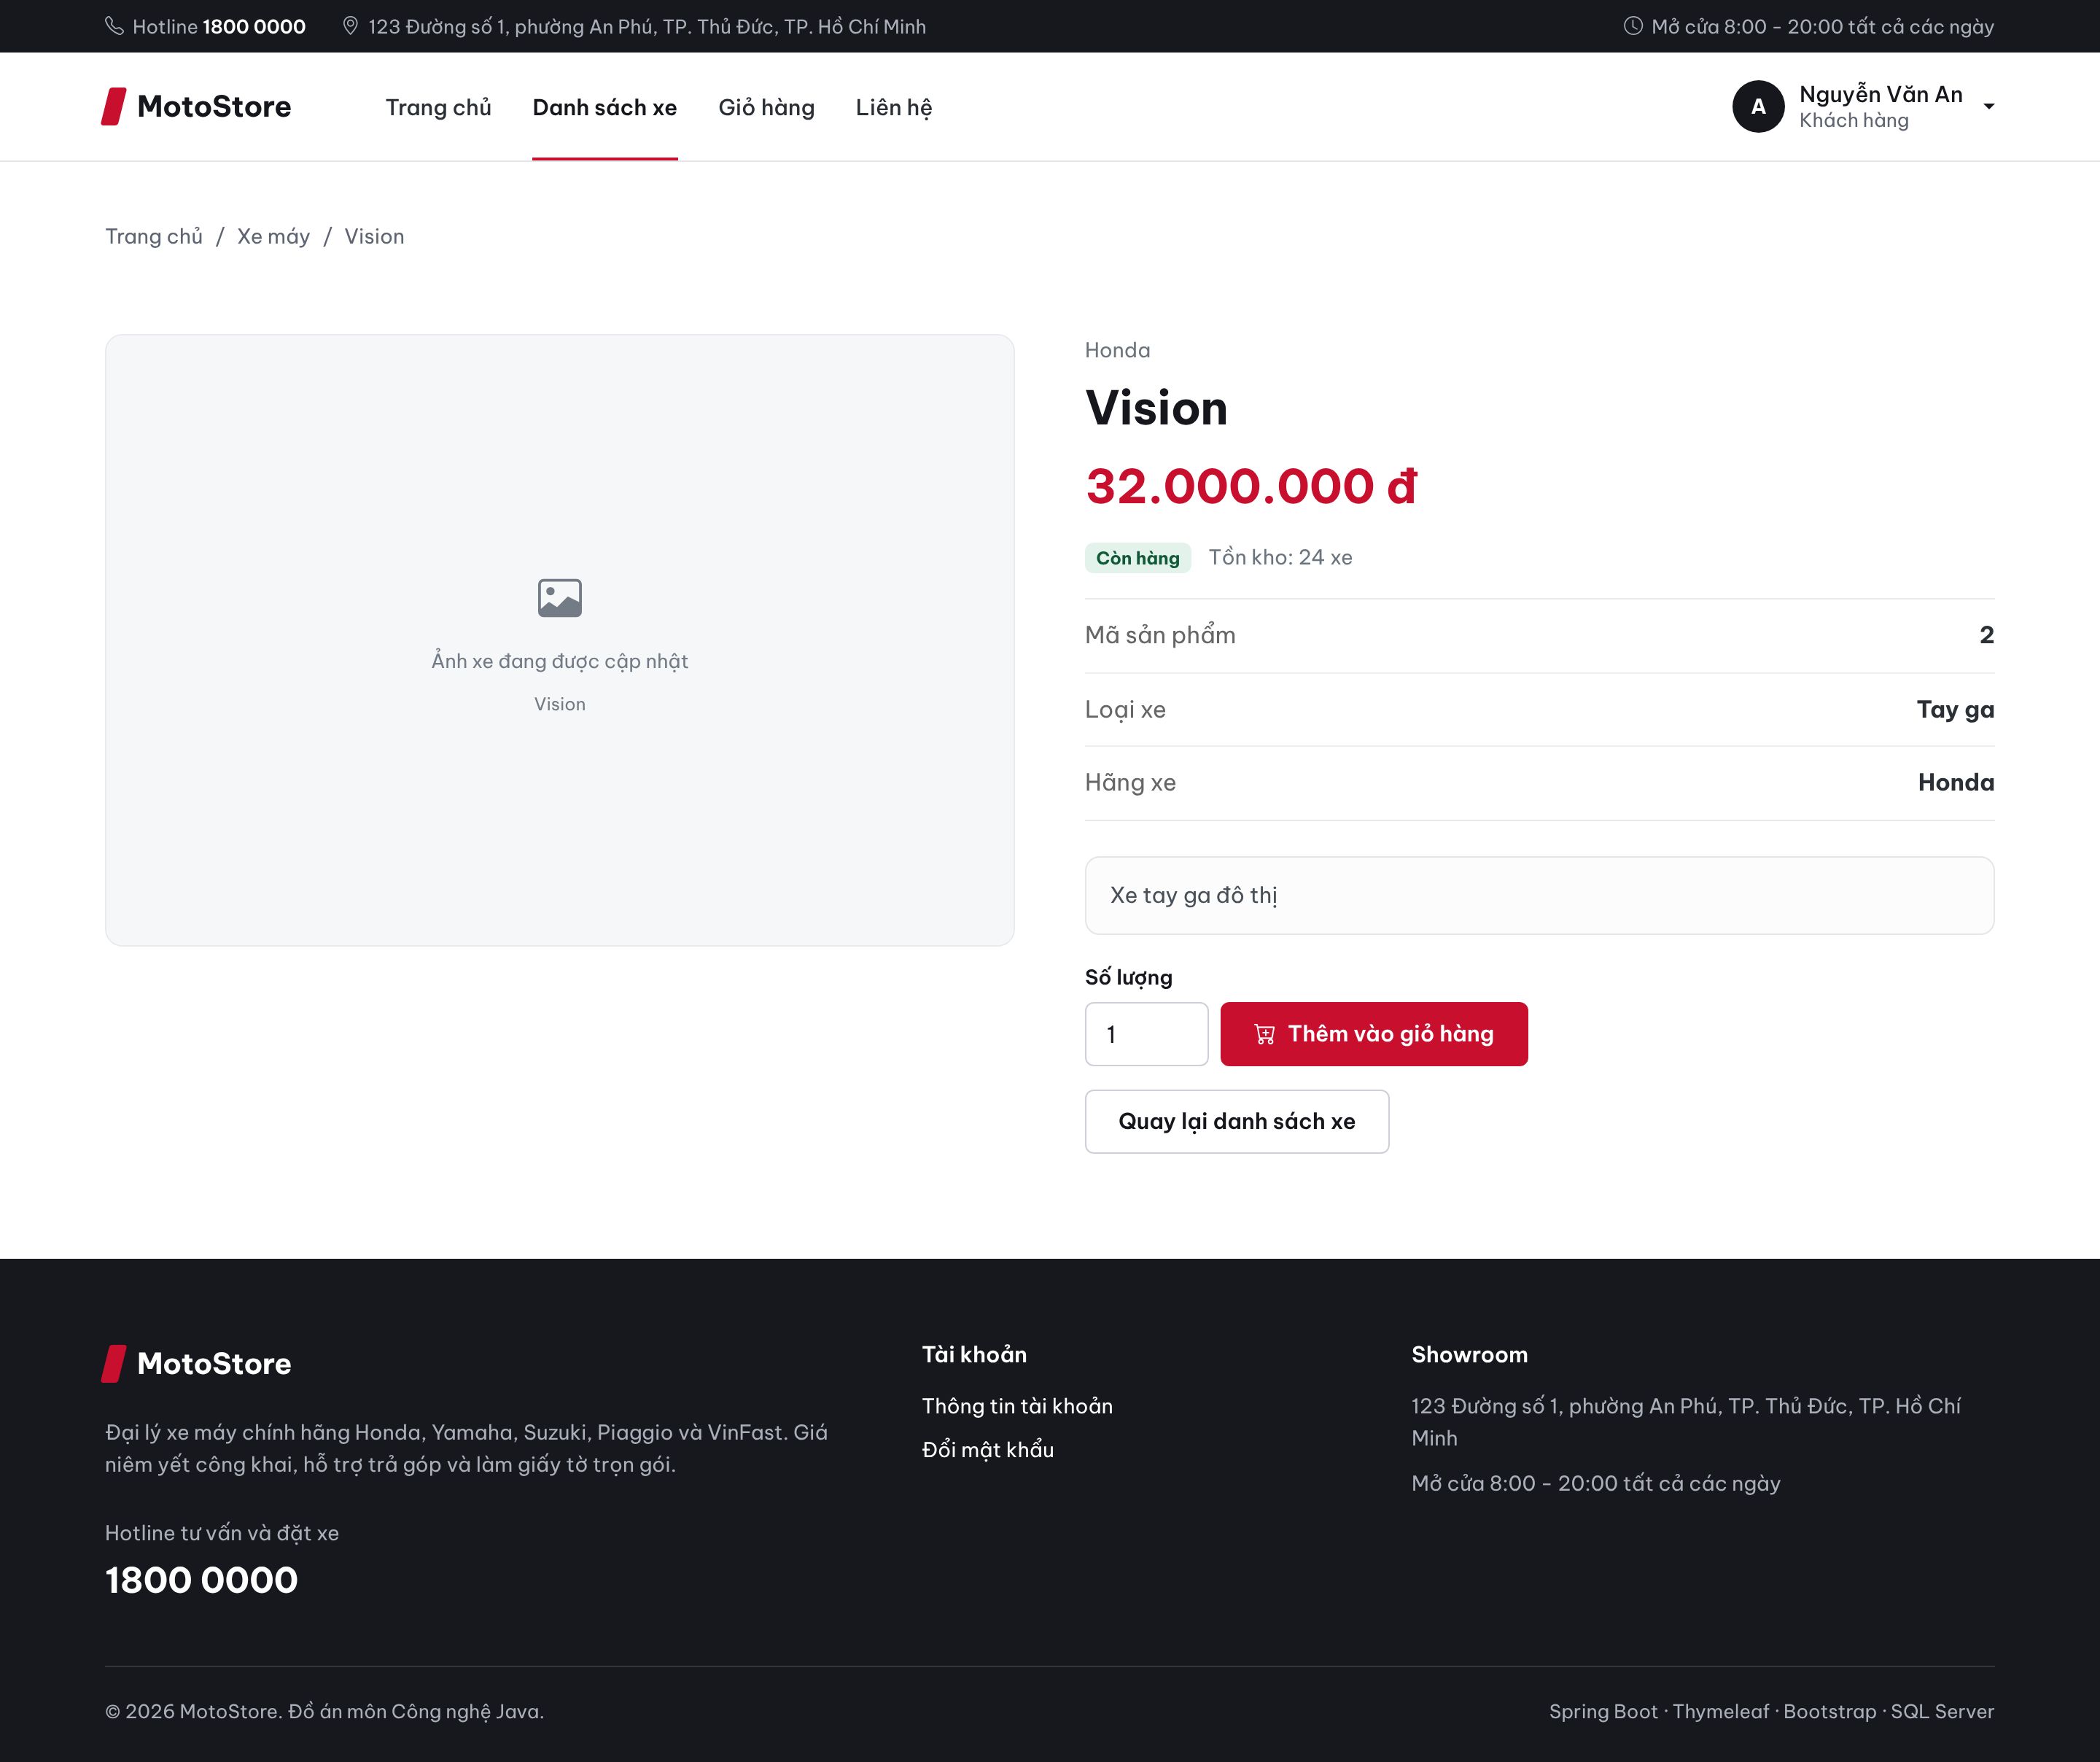 Hotline 1800 0000
123 Đường số 1, phường An Phú, TP. Thủ Đức, TP. Hồ Chí Minh
Mở cửa 8:00 - 20:00 tất cả các ngày
MotoStore
Trang chủ
Danh sách xe
Giỏ hàng
Liên hệ
A
Nguyễn Văn An
Khách hàng
Trang chủ / Xe máy / Vision
Ảnh xe đang được cập nhật
Vision
Honda
Vision
32.000.000 đ
Còn hàng
Tồn kho: 24 xe
Mã sản phẩm 2
Loại xe Tay ga
Hãng xe Honda
Xe tay ga đô thị
Số lượng
1
Thêm vào giỏ hàng
Quay lại danh sách xe
MotoStore
Đại lý xe máy chính hãng Honda, Yamaha, Suzuki, Piaggio và VinFast. Giá
niêm yết công khai, hỗ trợ trả góp và làm giấy tờ trọn gói.
Hotline tư vấn và đặt xe
1800 0000
Tài khoản
Thông tin tài khoản
Đổi mật khẩu
Showroom
123 Đường số 1, phường An Phú, TP. Thủ Đức, TP. Hồ Chí
Minh
Mở cửa 8:00 - 20:00 tất cả các ngày
© 2026 MotoStore. Đồ án môn Công nghệ Java.
Spring Boot · Thymeleaf · Bootstrap · SQL Server